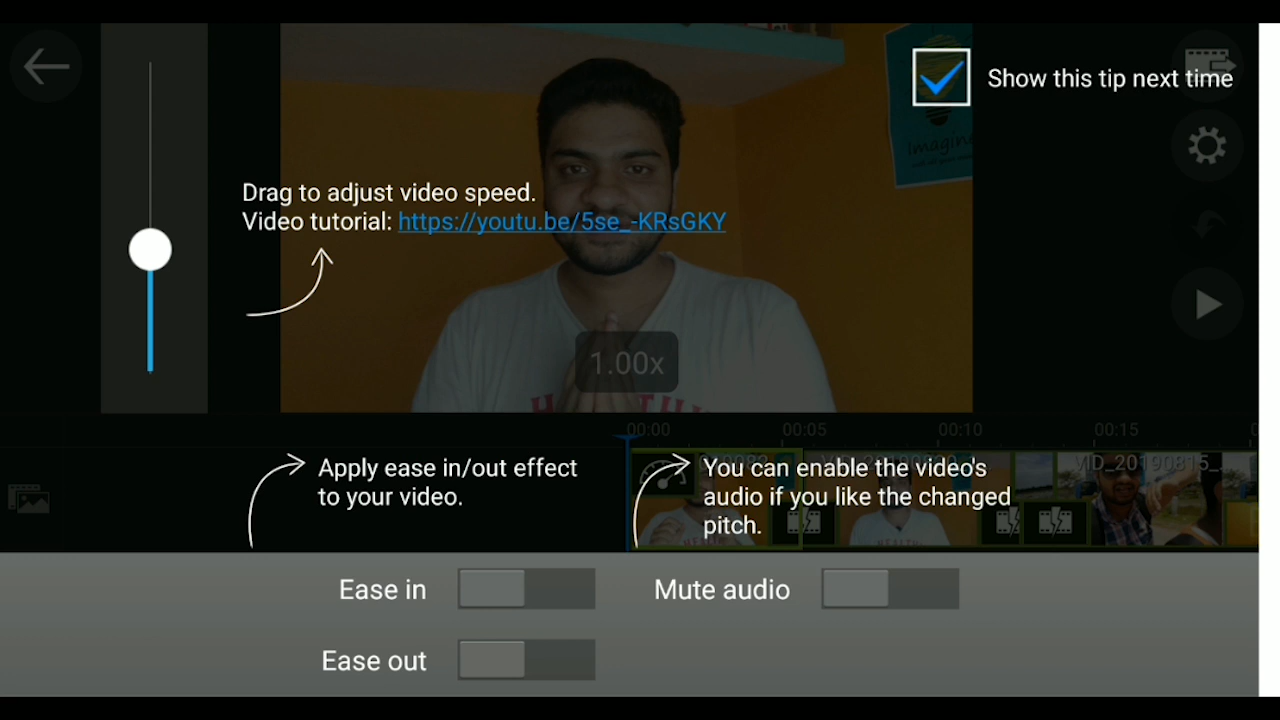 Show this tip next time
Imagine
Drag to adjust video speed.
Video tutorial: https://youtu.be/5se_-KRsGKY
1.00x
00:00 00:05 00:10 00:15
Apply ease in/out effect
to your video.
You can enable the video's
audio if you like the changed
pitch.
VID_20190815_
Ease in
Mute audio
Ease out